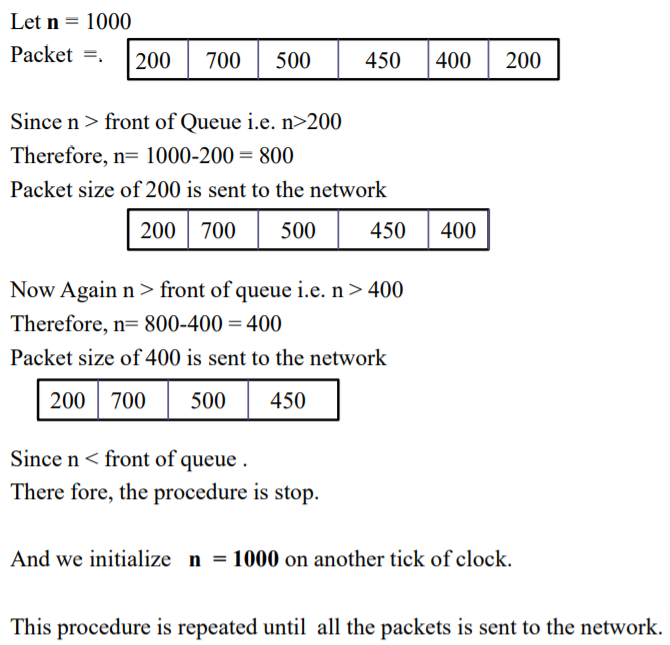 Let n = 1000
Packet =. 200 700 500 450 400 200
Since n > front of Queue i.e. n>200
Therefore, n= 1000-200 = 800
Packet size of 200 is sent to the network
200 700 500 450 400
Now Again n > front of queue i.e. n > 400
Therefore, n= 800-400 = 400
Packet size of 400 is sent to the network
200 700 500 450
Since n < front of queue .
There fore, the procedure is stop.
And we initialize n = 1000 on another tick of clock.
This procedure is repeated until all the packets is sent to the network.